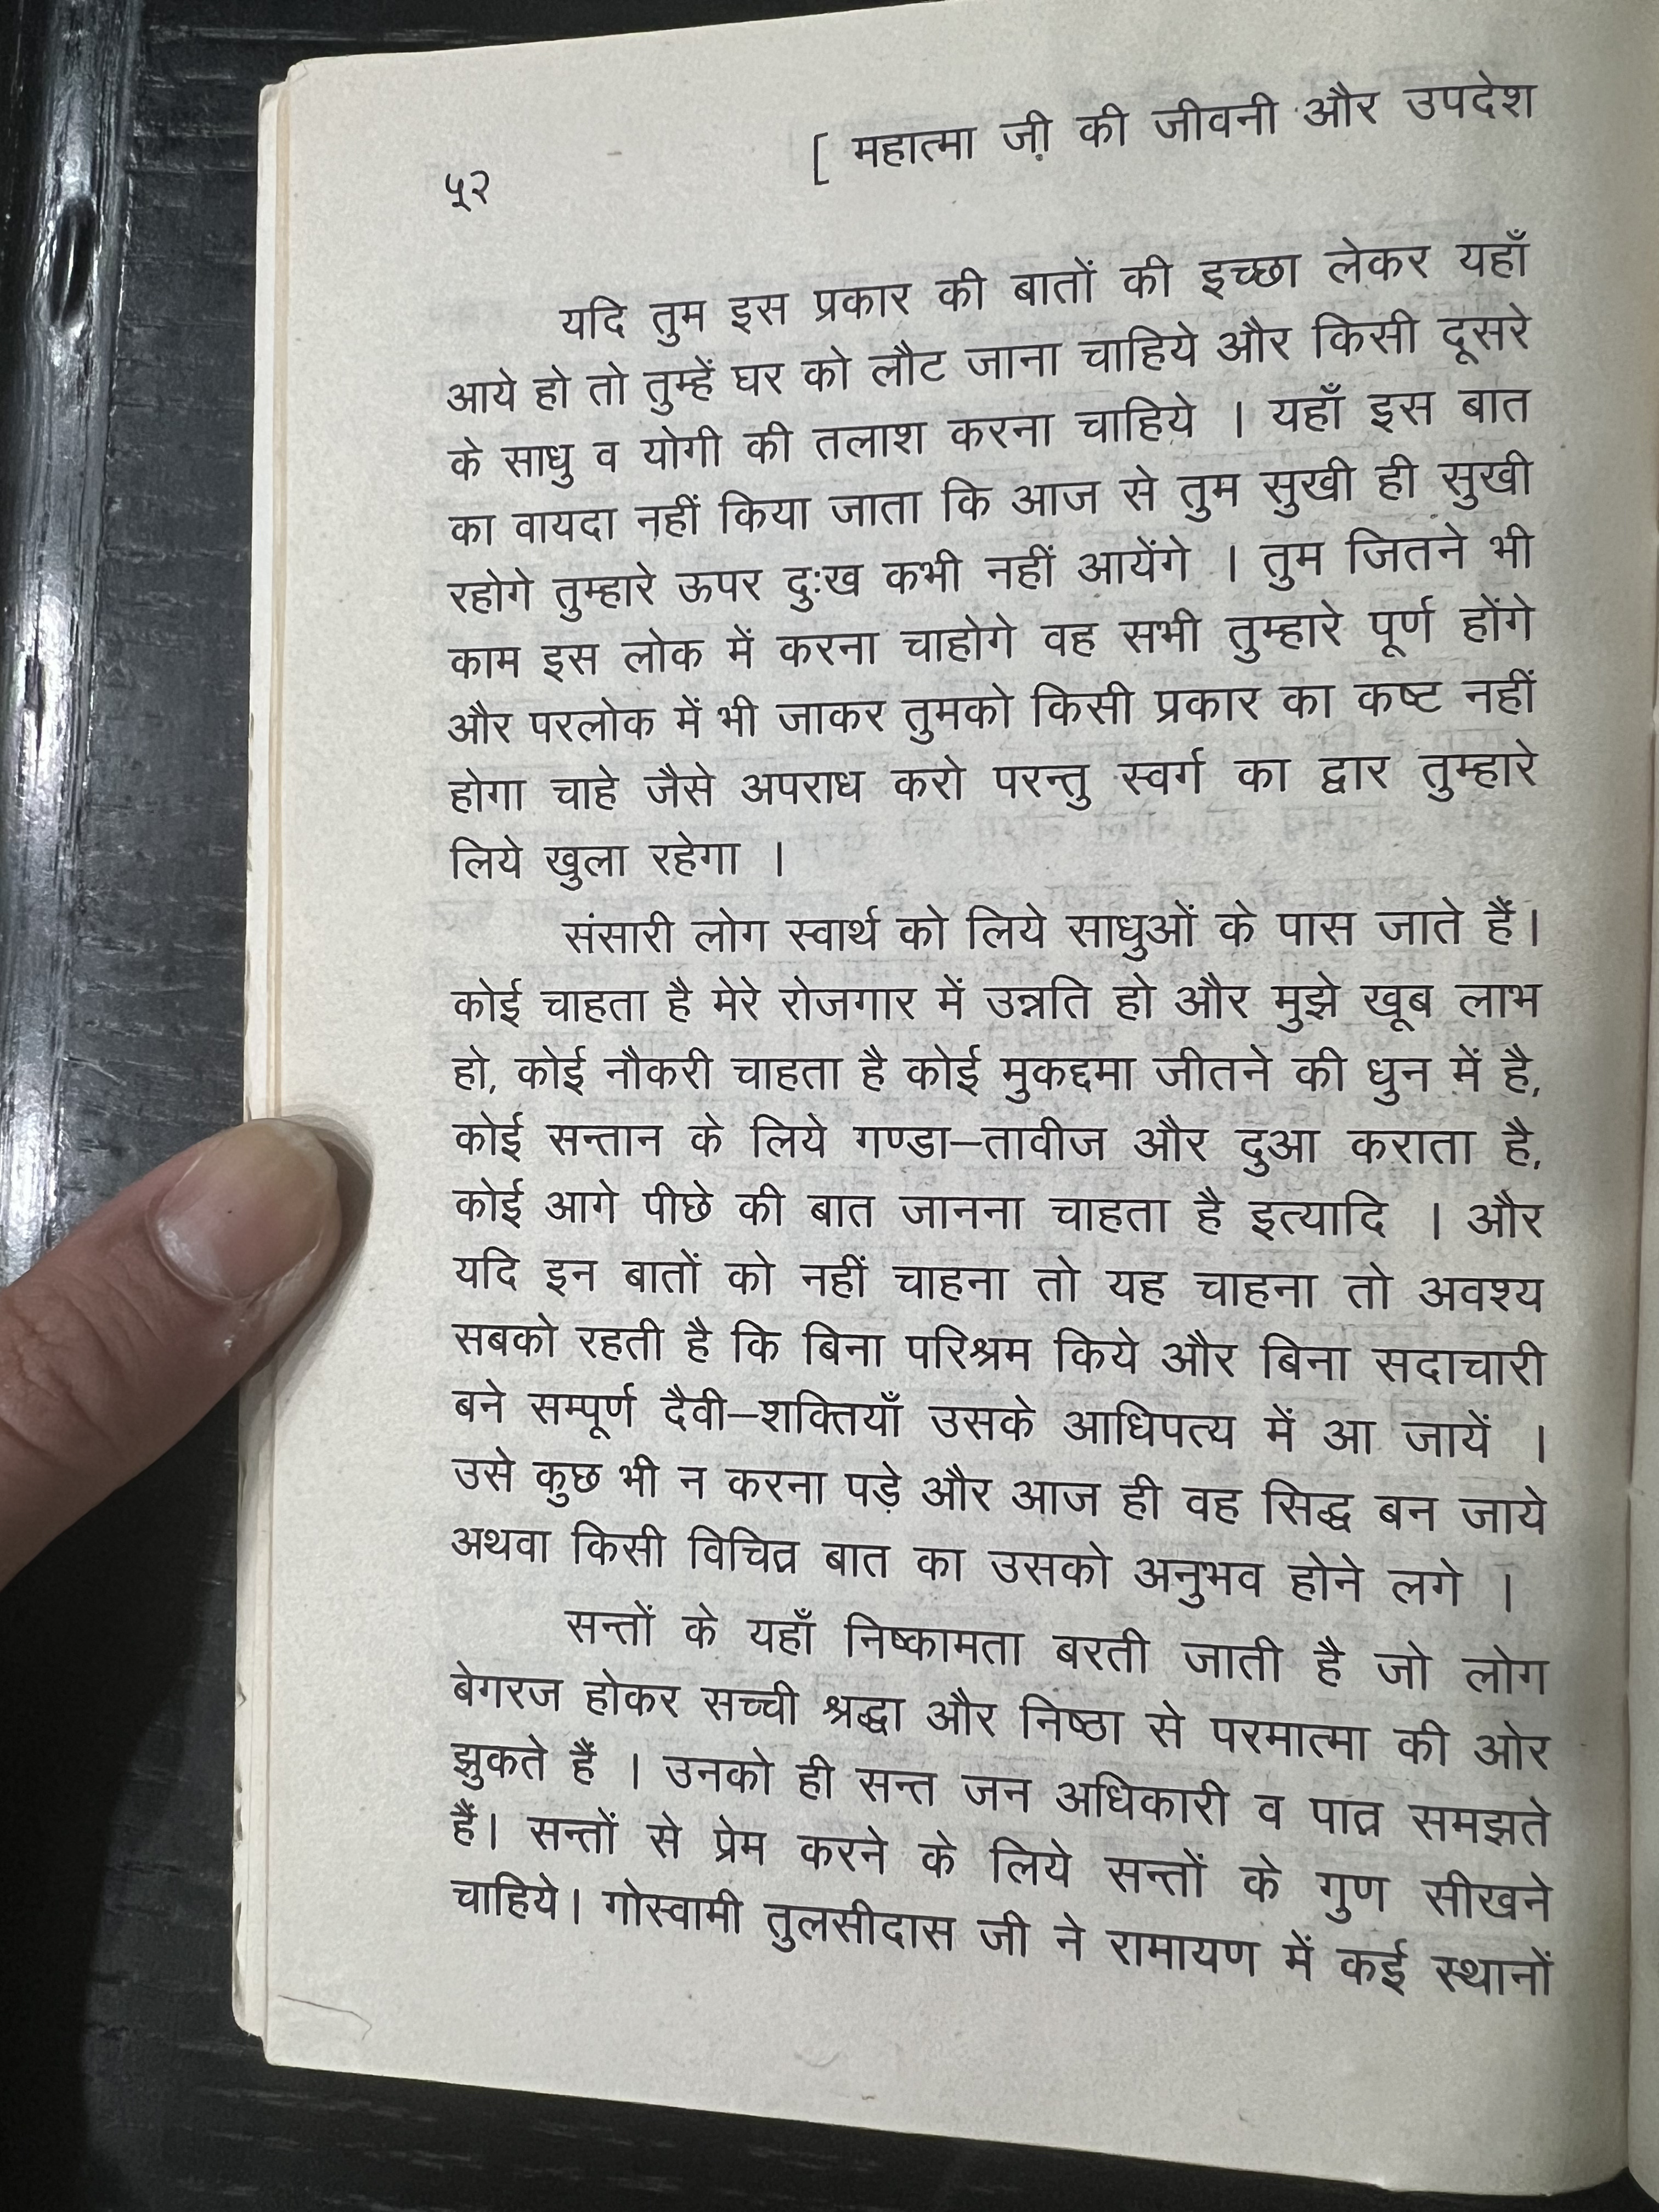 ५२ [ महात्मा जी की जीवनी और उपदेश
यदि तुम इस प्रकार की बातों की इच्छा लेकर यहाँ
आये हो तो तुम्हें घर को लौट जाना चाहिये और किसी दूसरे
के साधु व योगी की तलाश करना चाहिये । यहाँ इस बात
का वायदा नहीं किया जाता कि आज से तुम सुखी ही सुखी
रहोगे तुम्हारे ऊपर दुःख कभी नहीं आयेंगे । तुम जितने भी
काम इस लोक में करना चाहोगे वह सभी तुम्हारे पूर्ण होंगे
और परलोक में भी जाकर तुमको किसी प्रकार का कष्ट नहीं
होगा चाहे जैसे अपराध करो परन्तु स्वर्ग का द्वार तुम्हारे
लिये खुला रहेगा ।
संसारी लोग स्वार्थ को लिये साधुओं के पास जाते हैं।
कोई चाहता है मेरे रोजगार में उन्नति हो और मुझे खूब लाभ
हो, कोई नौकरी चाहता है कोई मुकद्दमा जीतने की धुन में है,
कोई सन्तान के लिये गण्डा–तावीज और दुआ कराता है,
कोई आगे पीछे की बात जानना चाहता है इत्यादि । और
यदि इन बातों को नहीं चाहना तो यह चाहना तो अवश्य
सबको रहती है कि बिना परिश्रम किये और बिना सदाचारी
बने सम्पूर्ण दैवी–शक्तियाँ उसके आधिपत्य में आ जायें ।
उसे कुछ भी न करना पड़े और आज ही वह सिद्ध बन जाये
अथवा किसी विचित्र बात का उसको अनुभव होने लगे ।
सन्तों के यहाँ निष्कामता बरती जाती है जो लोग
बेगरज होकर सच्ची श्रद्धा और निष्ठा से परमात्मा की ओर
झुकते हैं । उनको ही सन्त जन अधिकारी व पात्र समझते
हैं। सन्तों से प्रेम करने के लिये सन्तों के गुण सीखने
चाहिये। गोस्वामी तुलसीदास जी ने रामायण में कई स्थानों